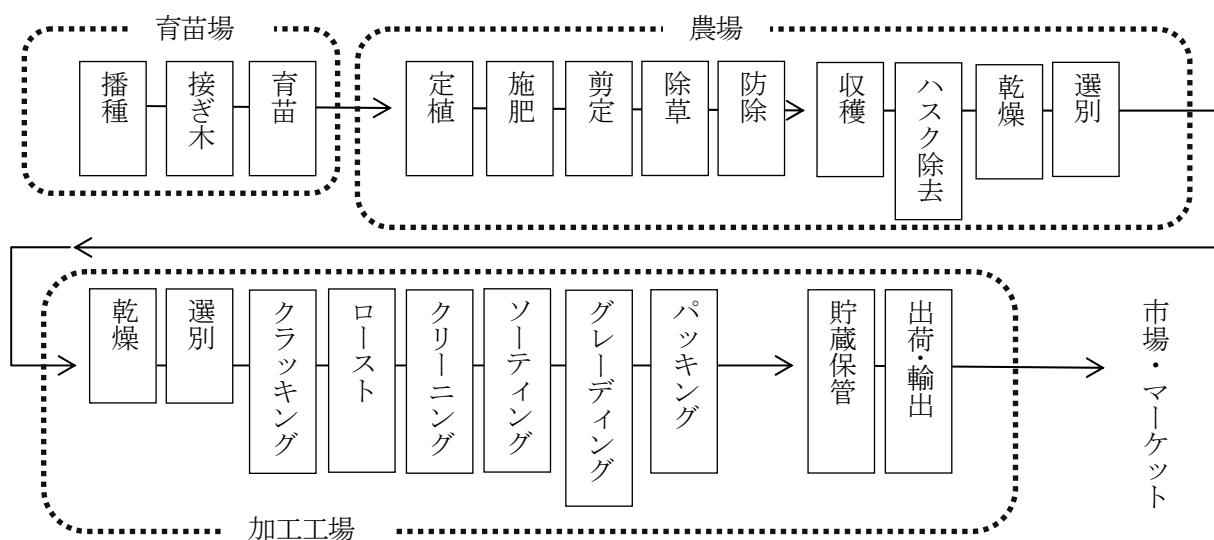 育苗場
農場
播種
接ぎ木
育苗
定植
施肥
剪定
除草
防除
収穫
ハスク除去
乾燥
選別
乾燥
選別
クラッキング
ロースト
クリーニング
ソーティング
グレーディング
パッキング
貯蔵保管
出荷・輸出
市場・マーケット
加工工場